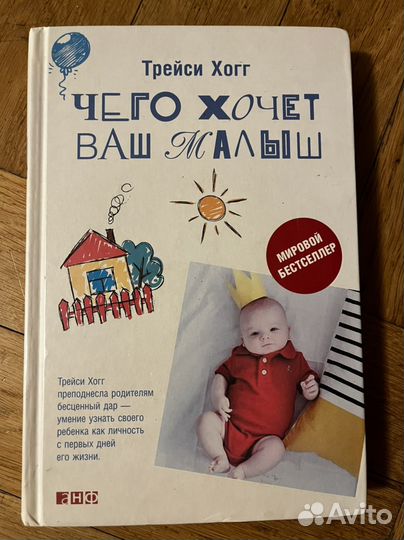 Трейси Хогг
ЧЕГО ХОЧЕТ
ВАШ МАЛЫШ
МИРОВОЙ
БЕСТСЕЛЛЕР
Трейси Хогг
преподнесла родителям
бесценный дар —
умение узнать своего
ребенка как личность
с первых дней
его жизни.
анф
Avito